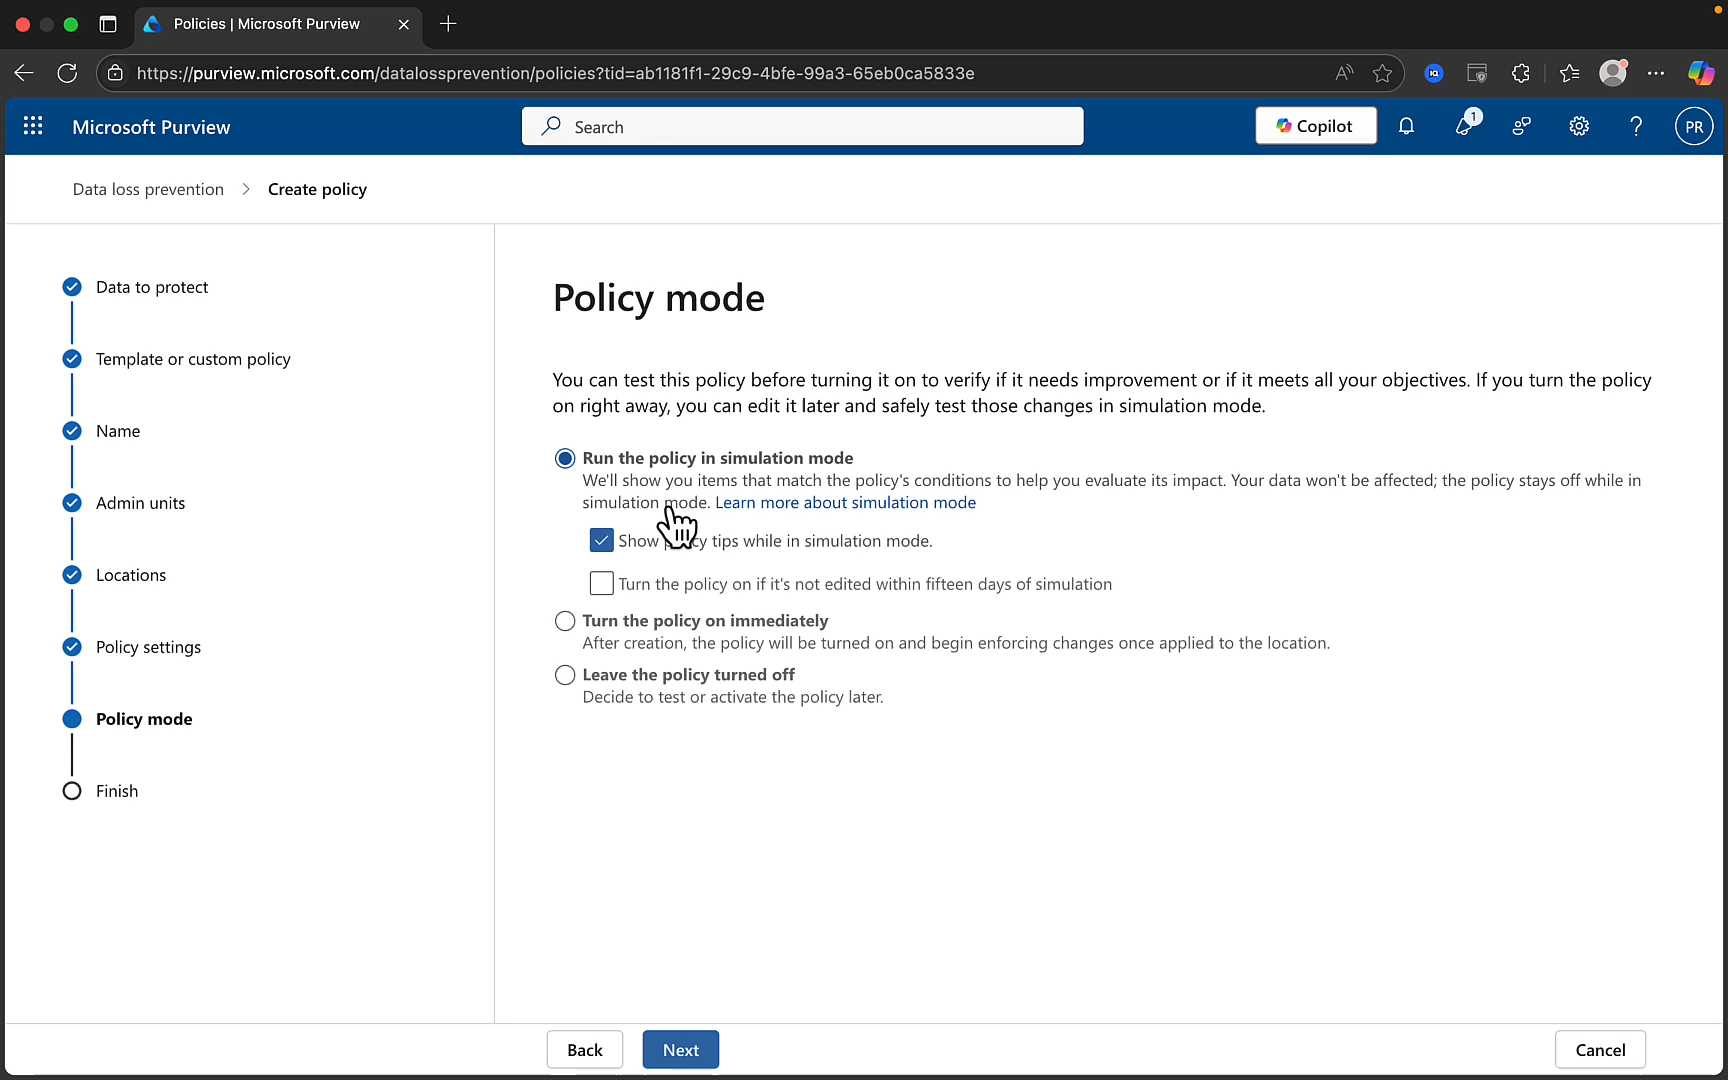 Policies | Microsoft Purview
https://purview.microsoft.com/datalossprevention/policies?tid=ab1181f1-29c9-4bfe-99a3-65eb0ca5833e
Microsoft Purview
Search
Copilot
1
?
PR
Data loss prevention > Create policy
Data to protect
Template or custom policy
Name
Admin units
Locations
Policy settings
Policy mode
Finish
Policy mode
You can test this policy before turning it on to verify if it needs improvement or if it meets all your objectives. If you turn the policy
on right away, you can edit it later and safely test those changes in simulation mode.
Run the policy in simulation mode
We'll show you items that match the policy's conditions to help you evaluate its impact. Your data won't be affected; the policy stays off while in
simulation mode. Learn more about simulation mode
Show policy tips while in simulation mode.
Turn the policy on if it's not edited within fifteen days of simulation
Turn the policy on immediately
After creation, the policy will be turned on and begin enforcing changes once applied to the location.
Leave the policy turned off
Decide to test or activate the policy later.
Back
Next
Cancel